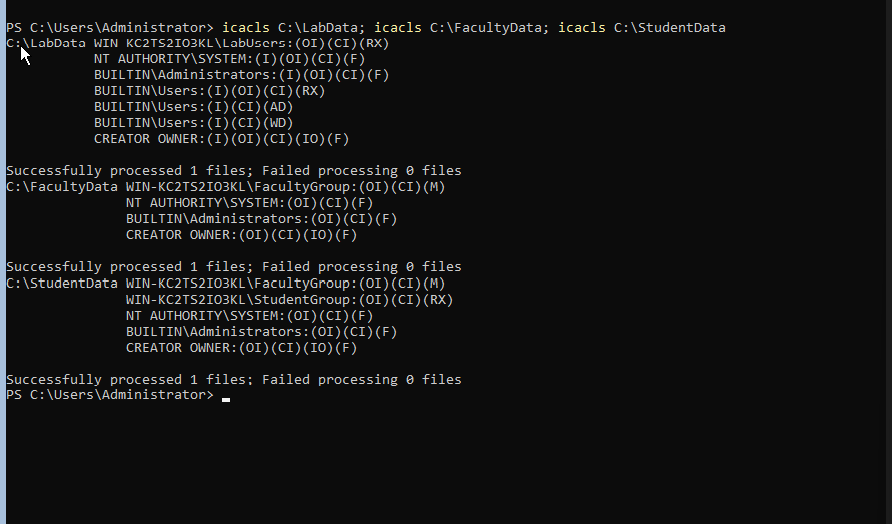 PS C:\Users\Administrator> icacls C:\LabData; icacls C:\FacultyData; icacls C:\StudentData
C:\LabData WIN-KC2TS2IO3KL\LabUsers:(OI)(CI)(RX)
NT AUTHORITY\SYSTEM:(I)(OI)(CI)(F)
BUILTIN\Administrators:(I)(OI)(CI)(F)
BUILTIN\Users:(I)(OI)(CI)(RX)
BUILTIN\Users:(I)(CI)(AD)
BUILTIN\Users:(I)(CI)(WD)
CREATOR OWNER:(I)(OI)(CI)(IO)(F)
Successfully processed 1 files; Failed processing 0 files
C:\FacultyData WIN-KC2TS2IO3KL\FacultyGroup:(OI)(CI)(M)
NT AUTHORITY\SYSTEM:(OI)(CI)(F)
BUILTIN\Administrators:(OI)(CI)(F)
CREATOR OWNER:(OI)(CI)(IO)(F)
Successfully processed 1 files; Failed processing 0 files
C:\StudentData WIN-KC2TS2IO3KL\FacultyGroup:(OI)(CI)(M)
WIN-KC2TS2IO3KL\StudentGroup:(OI)(CI)(RX)
NT AUTHORITY\SYSTEM:(OI)(CI)(F)
BUILTIN\Administrators:(OI)(CI)(F)
CREATOR OWNER:(OI)(CI)(IO)(F)
Successfully processed 1 files; Failed processing 0 files
PS C:\Users\Administrator>